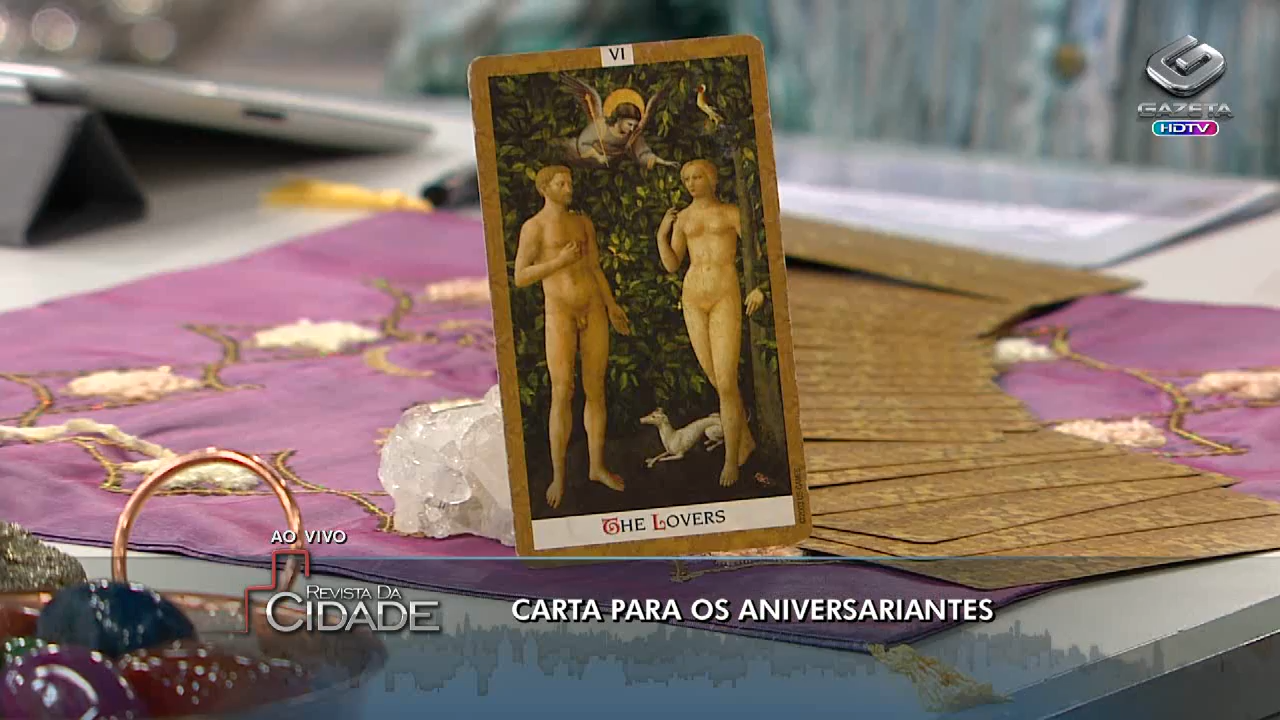 VI
GAZETA
HDTV
THE LOVERS
AO VIVO
REVISTA DA
CIDADE
CARTA PARA OS ANIVERSARIANTES